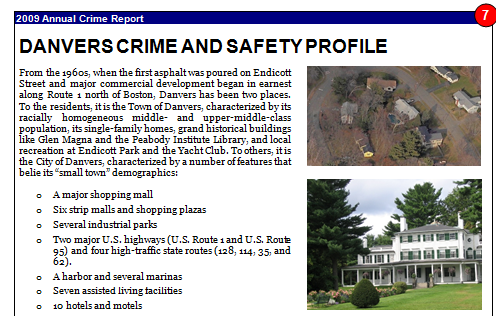 2009 Annual Crime Report
7
DANVERS CRIME AND SAFETY PROFILE
From the 1960s, when the first asphalt was poured on Endicott
Street and major commercial development began in earnest
along Route 1 north of Boston, Danvers has been two places.
To the residents, it is the Town of Danvers, characterized by its
racially homogeneous middle- and upper-middle-class
population, its single-family homes, grand historical buildings
like Glen Magna and the Peabody Institute Library, and local
recreation at Endicott Park and the Yacht Club. To others, it is
the City of Danvers, characterized by a number of features that
belie its “small town” demographics:
o A major shopping mall
o Six strip malls and shopping plazas
o Several industrial parks
o Two major U.S. highways (U.S. Route 1 and U.S. Route
95) and four high-traffic state routes (128, 114, 35, and
62).
o A harbor and several marinas
o Seven assisted living facilities
o 10 hotels and motels